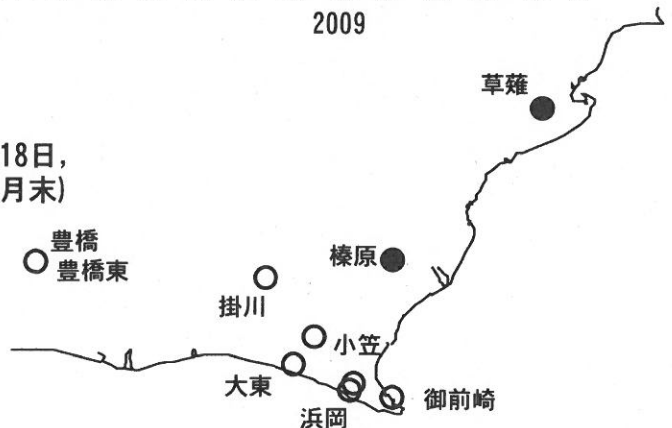 2009
草薙
18日,
月末)
豊橋
豊橋東
榛原
掛川
小笠
大東
御前崎
浜岡